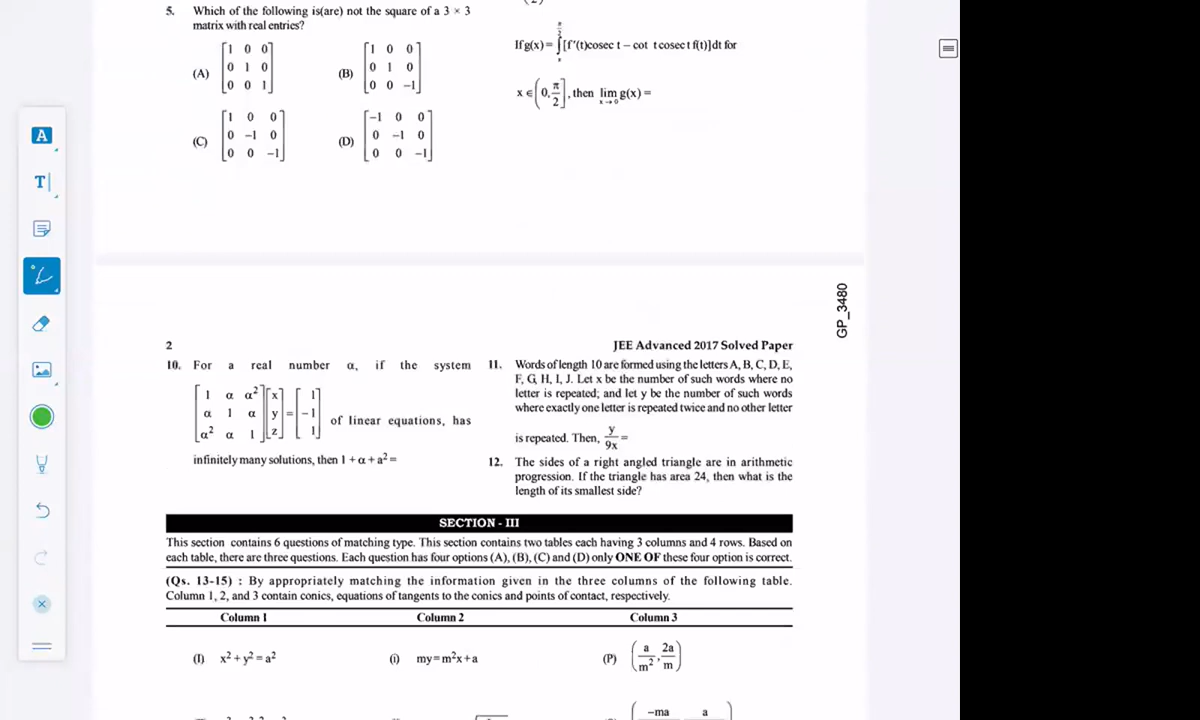 5. Which of the following is(are) not the square of a 3 × 3
matrix with real entries?
(A) [1 0 0
0 1 0
0 0 1]
(B) [1 0 0
0 1 0
0 0 -1]
(C) [1 0 0
0 -1 0
0 0 -1]
(D) [-1 0 0
0 -1 0
0 0 -1]
If g(x) = ∫ₓ^(π/2) [f'(t)cosec t – cot t cosec t f(t)] dt for
x ∈ (0, π/2], then lim x→0 g(x) =
GP_3480
2
JEE Advanced 2017 Solved Paper
10. For a real number α, if the system
[1 α α²
α 1 α
α² α 1] [x
y
z] = [1
-1
1] of linear equations, has
infinitely many solutions, then 1 + α + a² =
11. Words of length 10 are formed using the letters A, B, C, D, E,
F, G, H, I, J. Let x be the number of such words where no
letter is repeated; and let y be the number of such words
where exactly one letter is repeated twice and no other letter
is repeated. Then, y/9x =
12. The sides of a right angled triangle are in arithmetic
progression. If the triangle has area 24, then what is the
length of its smallest side?
SECTION - III
This section contains 6 questions of matching type. This section contains two tables each having 3 columns and 4 rows. Based on
each table, there are three questions. Each question has four options (A), (B), (C) and (D) only ONE OF these four option is correct.
(Qs. 13-15) : By appropriately matching the information given in the three columns of the following table.
Column 1, 2, and 3 contain conics, equations of tangents to the conics and points of contact, respectively.
Column 1 Column 2 Column 3
(I) x² + y² = a² (i) my = m²x + a (P) (a/m², 2a/m)
-ma a
A
T